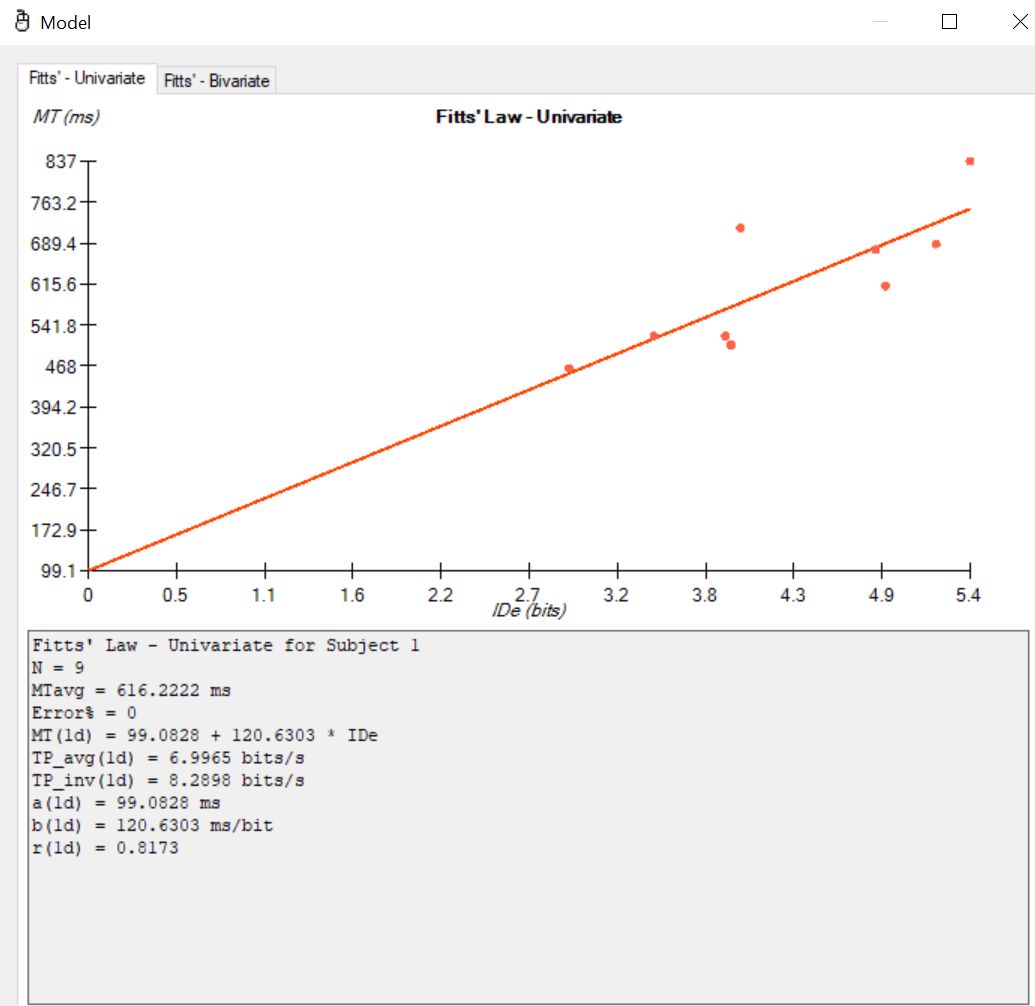 Model
Fitts' - Univariate Fitts' - Bivariate
MT (ms)
Fitts' Law - Univariate
837
763.2
689.4
615.6
541.8
468
394.2
320.5
246.7
172.9
99.1
0 0.5 1.1 1.6 2.2 2.7 3.2 3.8 4.3 4.9 5.4
IDe (bits)
Fitts' Law - Univariate for Subject 1
N = 9
MTavg = 616.2222 ms
Error% = 0
MT(1d) = 99.0828 + 120.6303 * IDe
TP_avg(1d) = 6.9965 bits/s
TP_inv(1d) = 8.2898 bits/s
a(1d) = 99.0828 ms
b(1d) = 120.6303 ms/bit
r(1d) = 0.8173